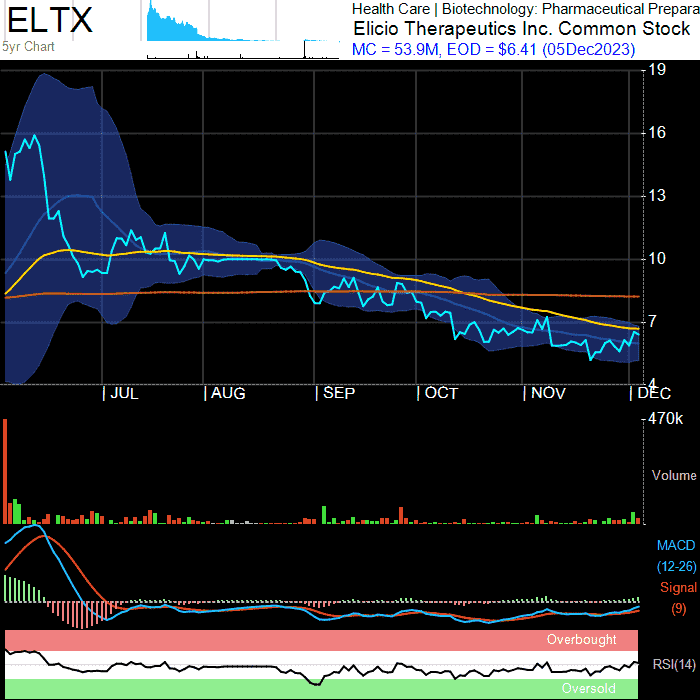 ELTX
5yr Chart
Health Care | Biotechnology: Pharmaceutical Prepara
Elicio Therapeutics Inc. Common Stock
MC = 53.9M, EOD = $6.41 (05Dec2023)
19
16
13
10
7
4
| JUL | AUG | SEP | OCT | NOV | DEC
470k
Volume
MACD
(12-26)
Signal
(9)
Overbought
RSI(14)
Oversold